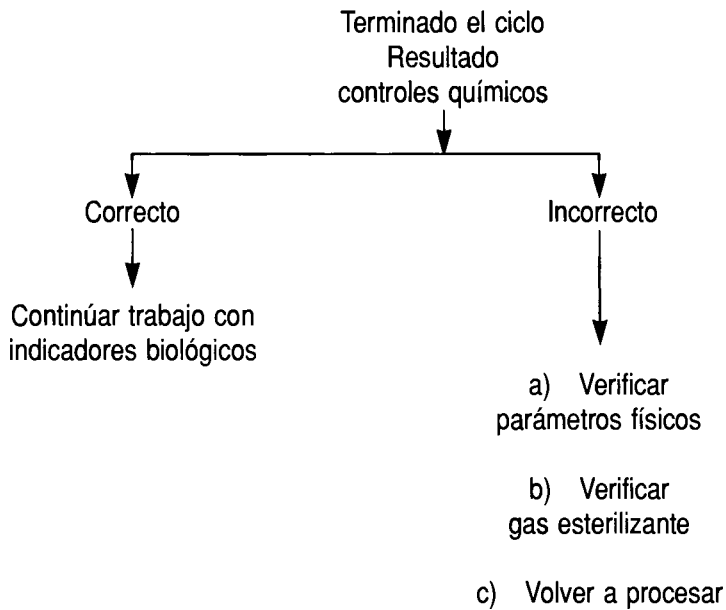 Terminado el ciclo
Resultado
controles químicos
Correcto
Incorrecto
Continúar trabajo con
indicadores biológicos
a) Verificar
parámetros físicos
b) Verificar
gas esterilizante
c) Volver a procesar